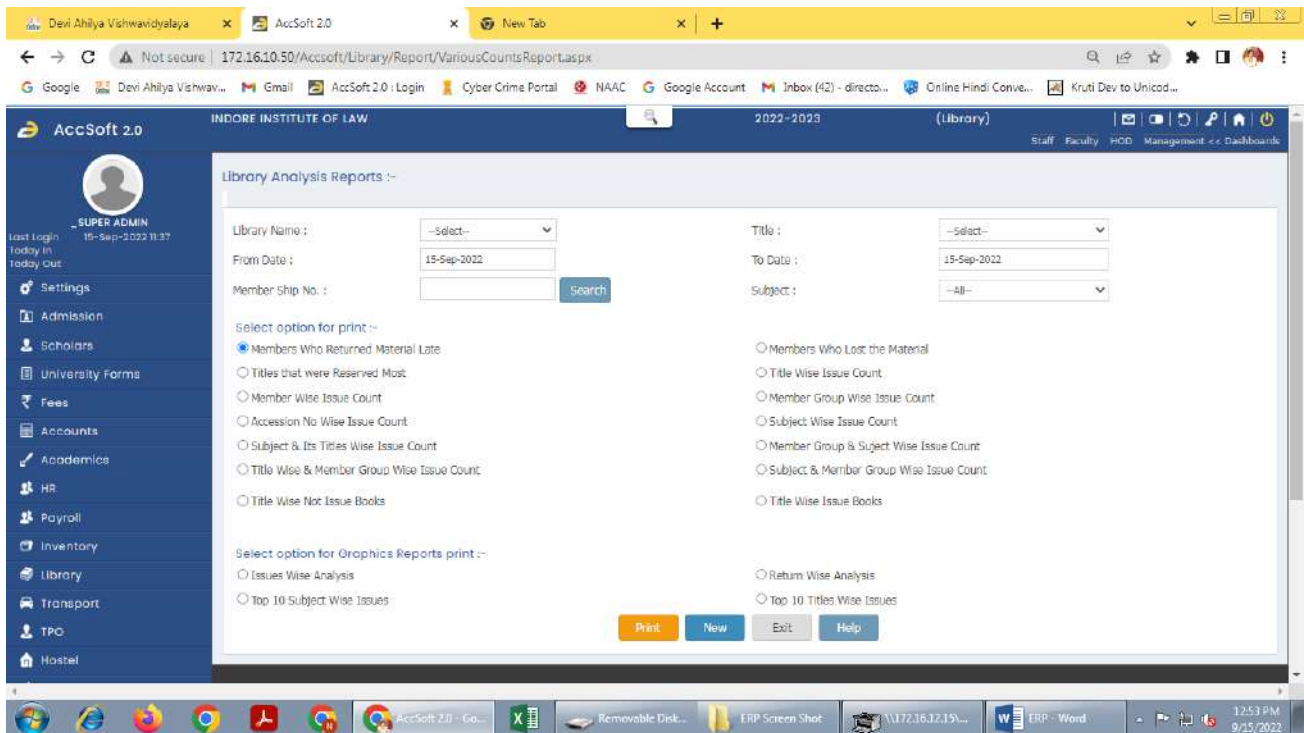 Devi Ahilya Vishwavidyalaya
AccSoft 2.0
New Tab
Not secure | 172.16.10.50/Accsoft/Library/Report/VariousCountsReport.aspx
Google
Devi Ahilya Vishwav...
Gmail
AccSoft 2.0 : Login
Cyber Crime Portal
NAAC
Google Account
Inbox (42) - directo...
Online Hindi Conve...
Kruti Dev to Unicod...
AccSoft 2.0
INDORE INSTITUTE OF LAW
2022-2023
(Library)
Staff Faculty HOD Management << Dashboards
_SUPER ADMIN
Last Login 15-Sep-2022 11:37
Today In
Today Out
Settings
Admission
Scholars
University Forms
Fees
Accounts
Academics
HR
Payroll
Inventory
Library
Transport
TPO
Hostel
Library Analysis Reports :-
Library Name : --Select-- Title : --Select--
From Date : 15-Sep-2022 To Date : 15-Sep-2022
Member Ship No. : Search Subject : --All--
Select option for print :-
Members Who Returned Material Late Members Who Lost the Material
Titles that were Reserved Most Title Wise Issue Count
Member Wise Issue Count Member Group Wise Issue Count
Accession No Wise Issue Count Subject Wise Issue Count
Subject & Its Titles Wise Issue Count Member Group & Suject Wise Issue Count
Title Wise & Member Group Wise Issue Count Subject & Member Group Wise Issue Count
Title Wise Not Issue Books Title Wise Issue Books
Select option for Graphics Reports print :-
Issues Wise Analysis Return Wise Analysis
Top 10 Subject Wise Issues Top 10 Titles Wise Issues
Print New Exit Help
AccSoft 2.0 - Go...
Removable Disk...
ERP Screen Shot
\\172.16.12.15\...
ERP - Word
12:53 PM
9/15/2022